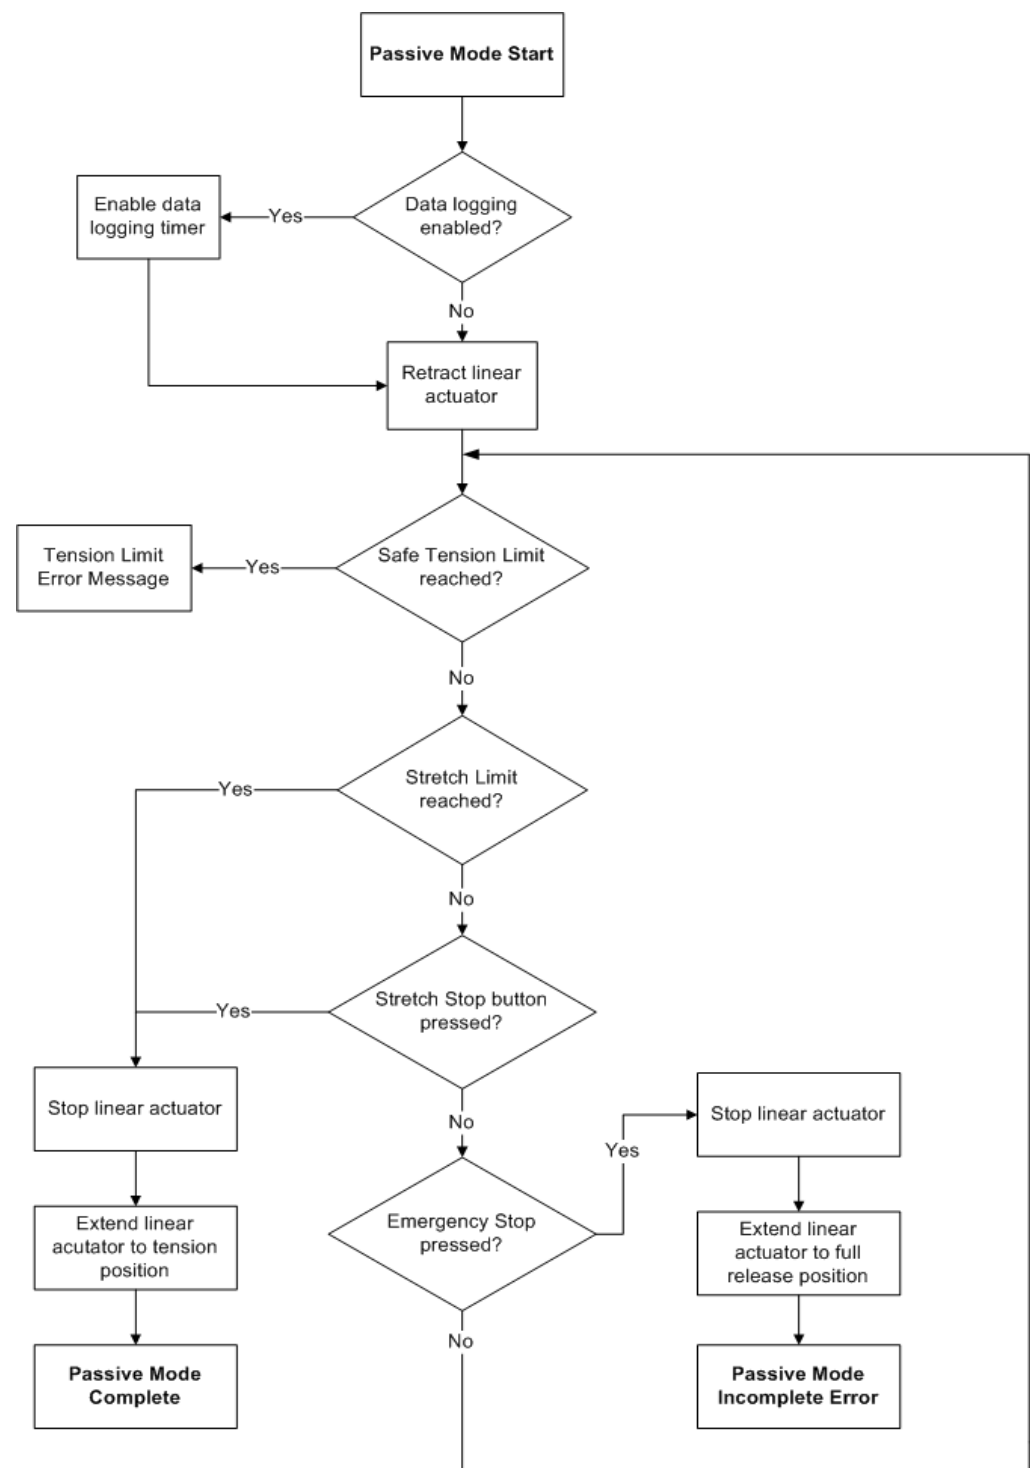 Passive Mode Start
Data logging
enabled?
Yes
Enable data
logging timer
No
Retract linear
actuator
Safe Tension Limit
reached?
Yes
Tension Limit
Error Message
No
Stretch Limit
reached?
Yes
No
Stretch Stop button
pressed?
Yes
Stop linear actuator
Extend linear
acutator to tension
position
Passive Mode
Complete
No
Emergency Stop
pressed?
Yes
Stop linear actuator
Extend linear
actuator to full
release position
Passive Mode
Incomplete Error
No